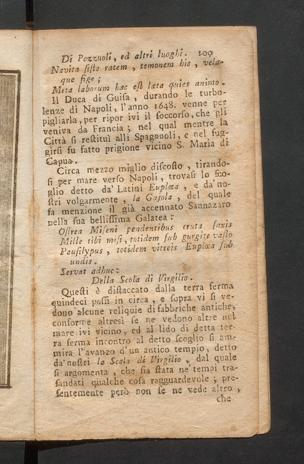 Di Pozzuoli, ed altri luoghi. 109
Navita siste ratem, temonem hic, vela-
que fige;
Meta laborum hæc est læta quies animo.
Il Duca di Guisa, durando le turbo-
lenze di Napoli, l'anno 1648. venne per
pigliarla, per ripor ivi il soccorso, che gli
veniva da Francia; nel qual mentre la
Città si restituì alli Spagnuoli, e nel fug-
girsi fu fatto prigione vicino S. Maria di
Capua.
Circa mezzo miglio discosto, tirando-
si per mare verso Napoli, trovasi lo sco-
glio detto da' Latini Euplœa, e da' no-
stri volgarmente, la Gajola, del quale
fa menzione il già accennato Sannazaro
nella sua bellissima Galatea:
Ostrea Miseni pendentibus eruta saxis
Mille tibi misi, totidem sub gurgite vasto
Pausilypus, totidem vitreis Euplœa sub
undis.
Servat adhuc:
Della Scola di Virgilio.
Questi è distaccato dalla terra ferma
quindeci passi in circa, e sopra vi si ve-
dono alcune reliquie di fabbriche antiche,
conforme altresì se ne vedono altre nel
mare ivi vicino, ed al lido di detta ter-
ra ferma incontro al detto scoglio si am-
mira l'avanzo d'un antico tempio, detto
da' nostri la Scola di Virgilio, dal quale
si argomenta, che sia stata ne' tempi tra-
sandati qualche cosa ragguardevole; pre-
sentemente però non se ne vede altro,
che